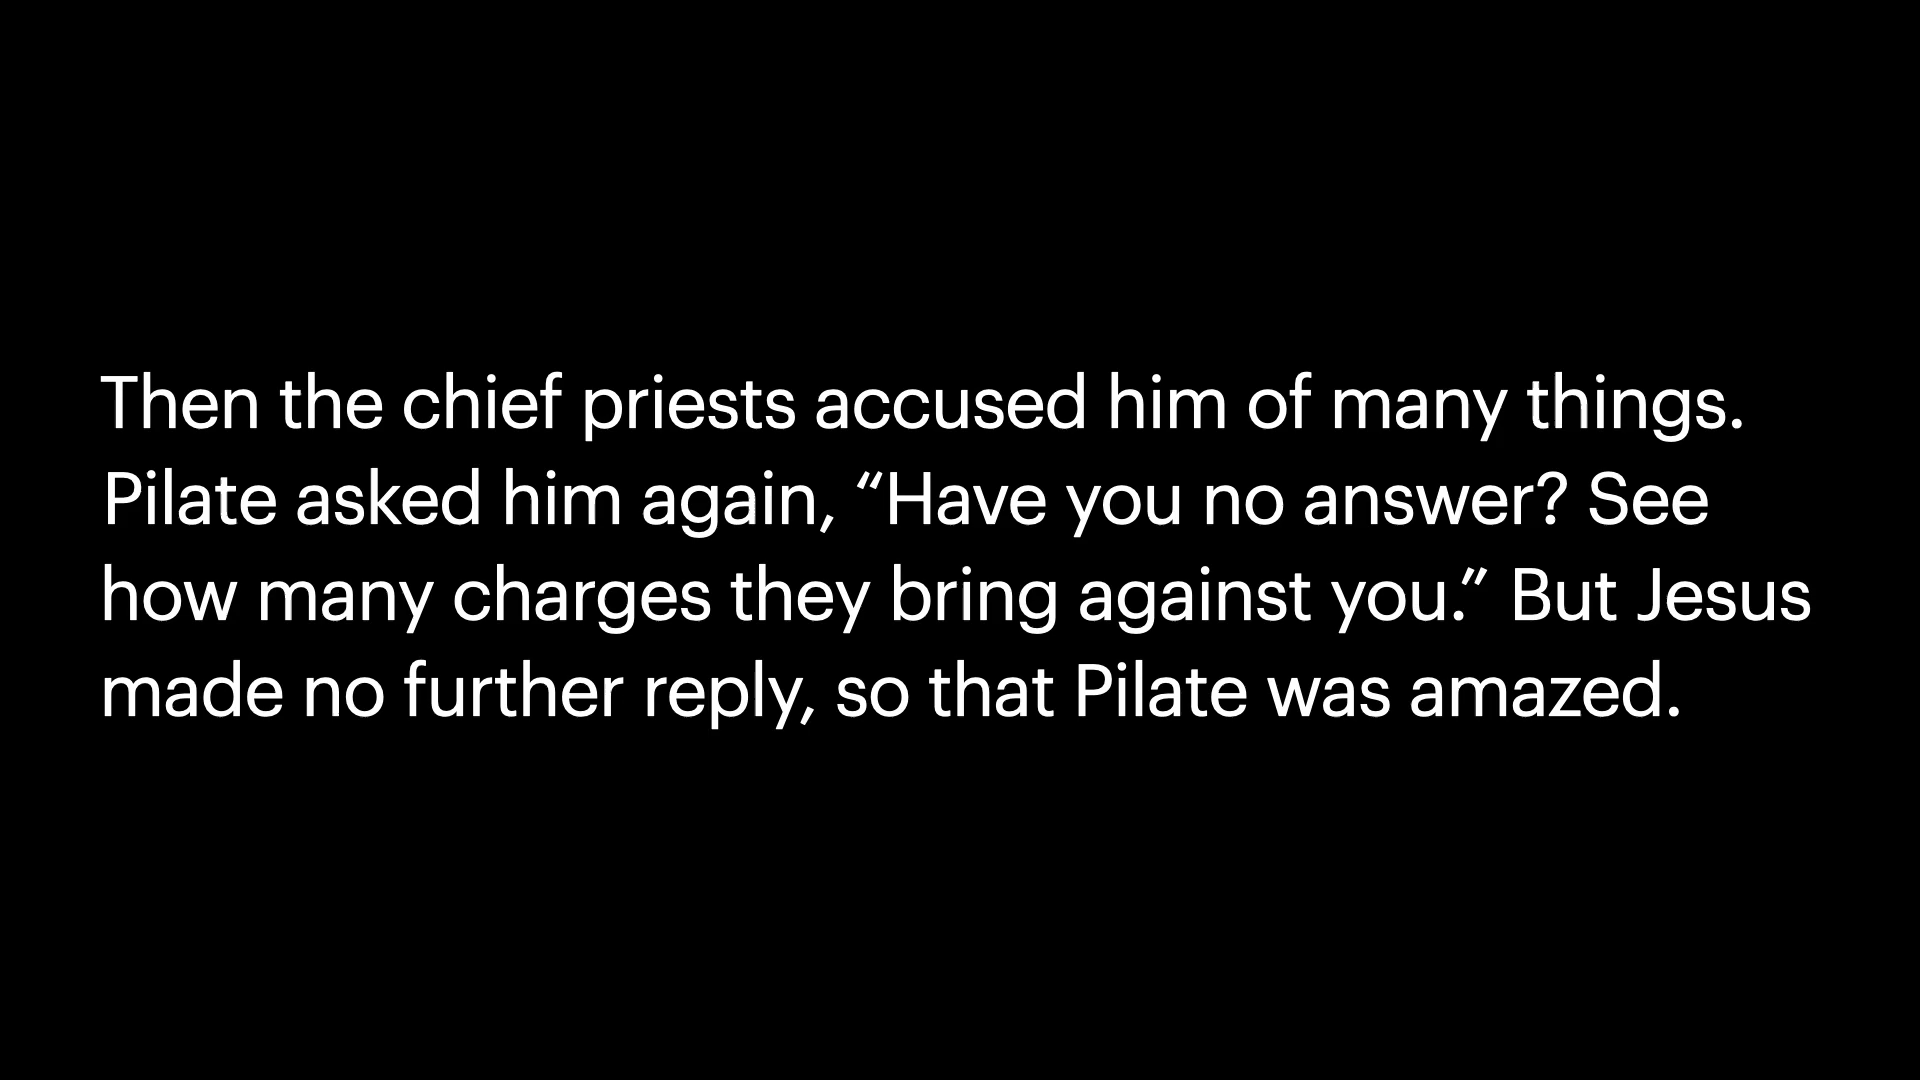 Then the chief priests accused him of many things.
Pilate asked him again, “Have you no answer? See
how many charges they bring against you.” But Jesus
made no further reply, so that Pilate was amazed.